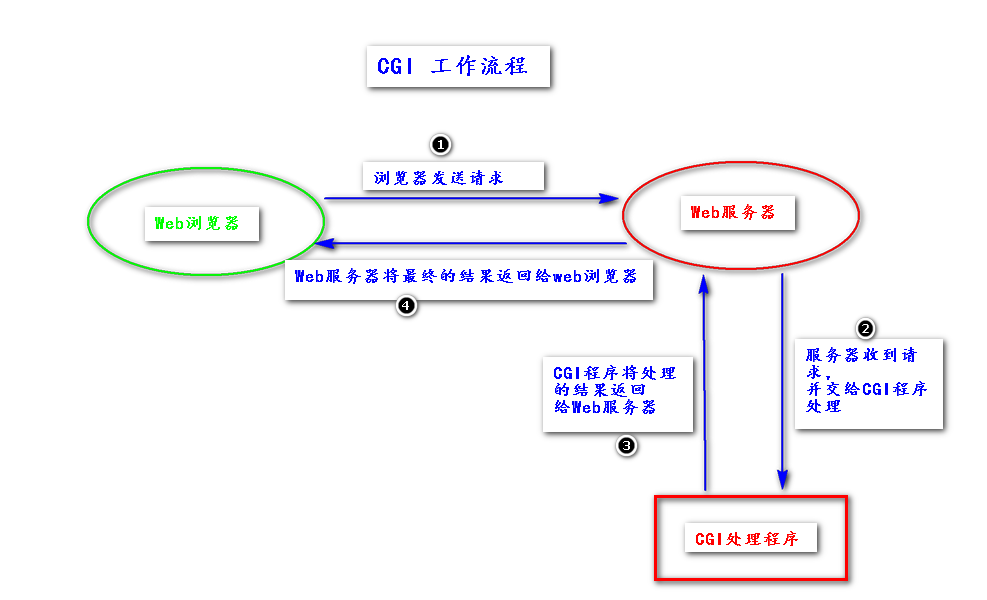 CGI 工作流程
❶
浏览器发送请求
Web浏览器
Web服务器
Web服务器将最终的结果返回给web浏览器
❹
❷
服务器收到请
求,
并交给CGI程序
处理
CGI程序将处理
的结果返回
给Web服务器
❸
CGI处理程序